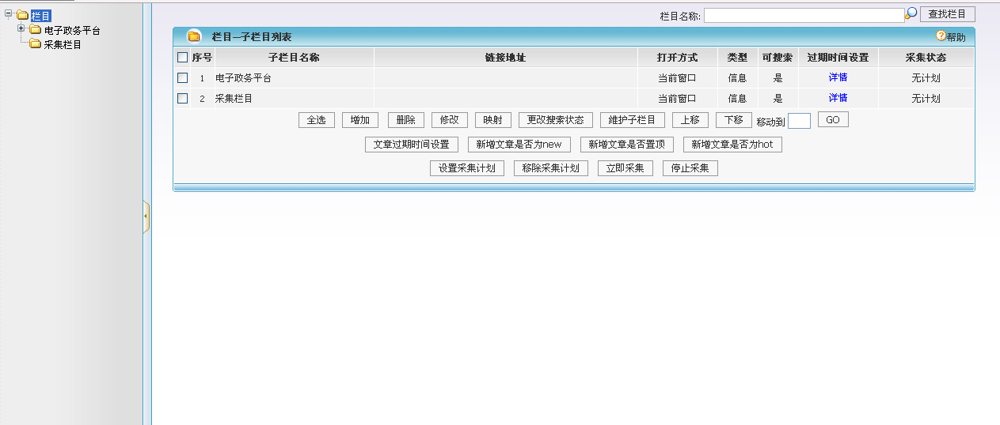 栏目
电子政务平台
采集栏目
栏目名称: 查找栏目
栏目--子栏目列表 帮助
序号 子栏目名称 链接地址 打开方式 类型 可搜索 过期时间设置 采集状态
1 电子政务平台 当前窗口 信息 是 详情 无计划
2 采集栏目 当前窗口 信息 是 详情 无计划
全选 增加 删除 修改 映射 更改搜索状态 维护子栏目 上移 下移 移动到 GO
文章过期时间设置 新增文章是否为new 新增文章是否置顶 新增文章是否为hot
设置采集计划 移除采集计划 立即采集 停止采集